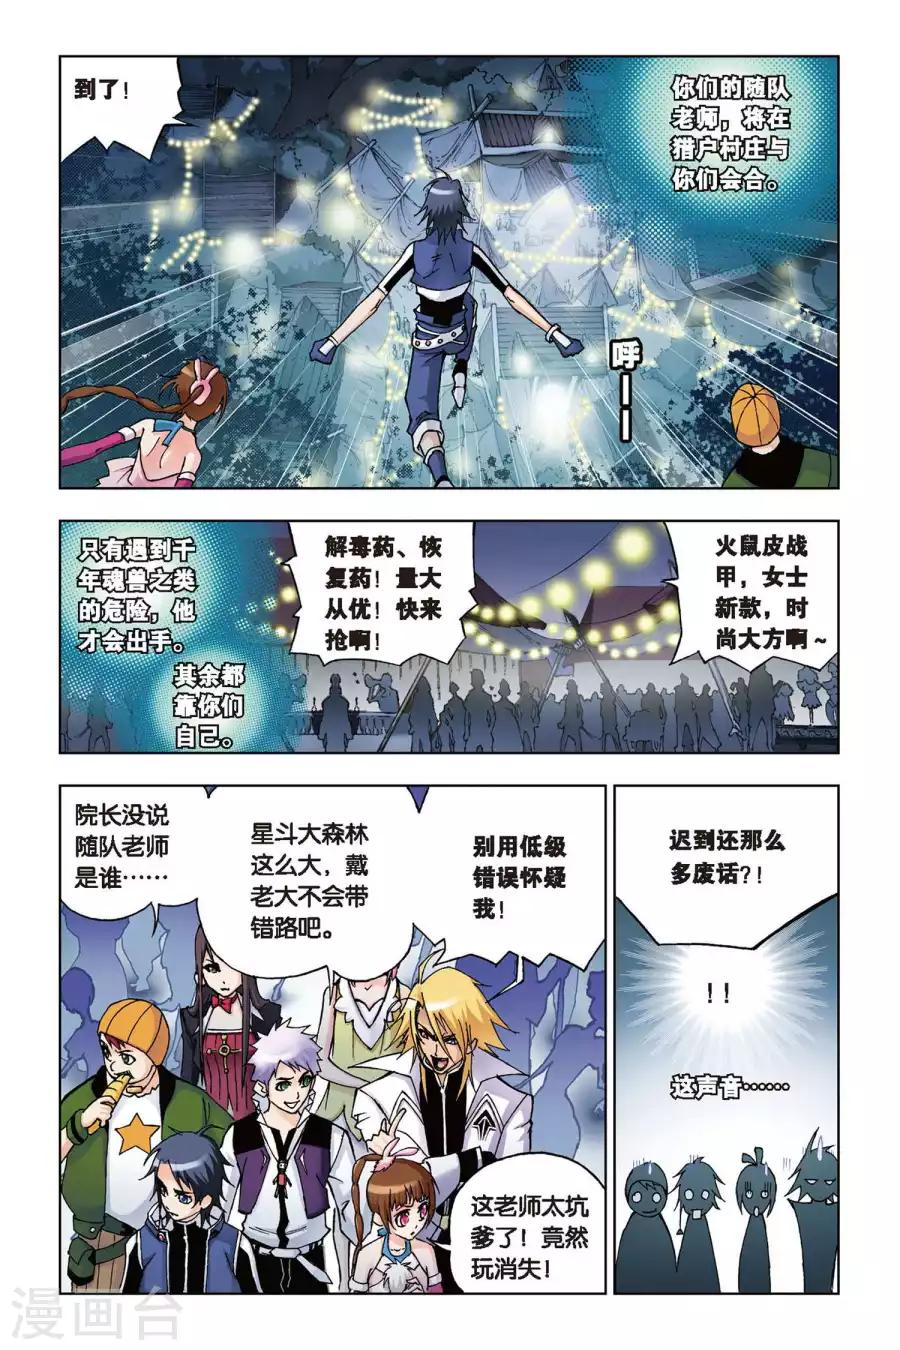 到了！
你们的随队
老师，将在
猎户村庄与
你们会合。
呼——
只有遇到千
年魂兽之类
的危险，他
才会出手。
其余都
靠你们
自己。
解毒药、恢
复药！量大
从优！快来
抢啊！
火鼠皮战
甲，女士
新款，时
尚大方啊～
院长没说
随队老师
是谁……
星斗大森林
这么大，戴
老大不会带
错路吧。
别用低级
错误怀疑
我！
这老师太坑
爹了！竟然
玩消失！
迟到还那么
多废话?!
！！
这声音……
漫画台